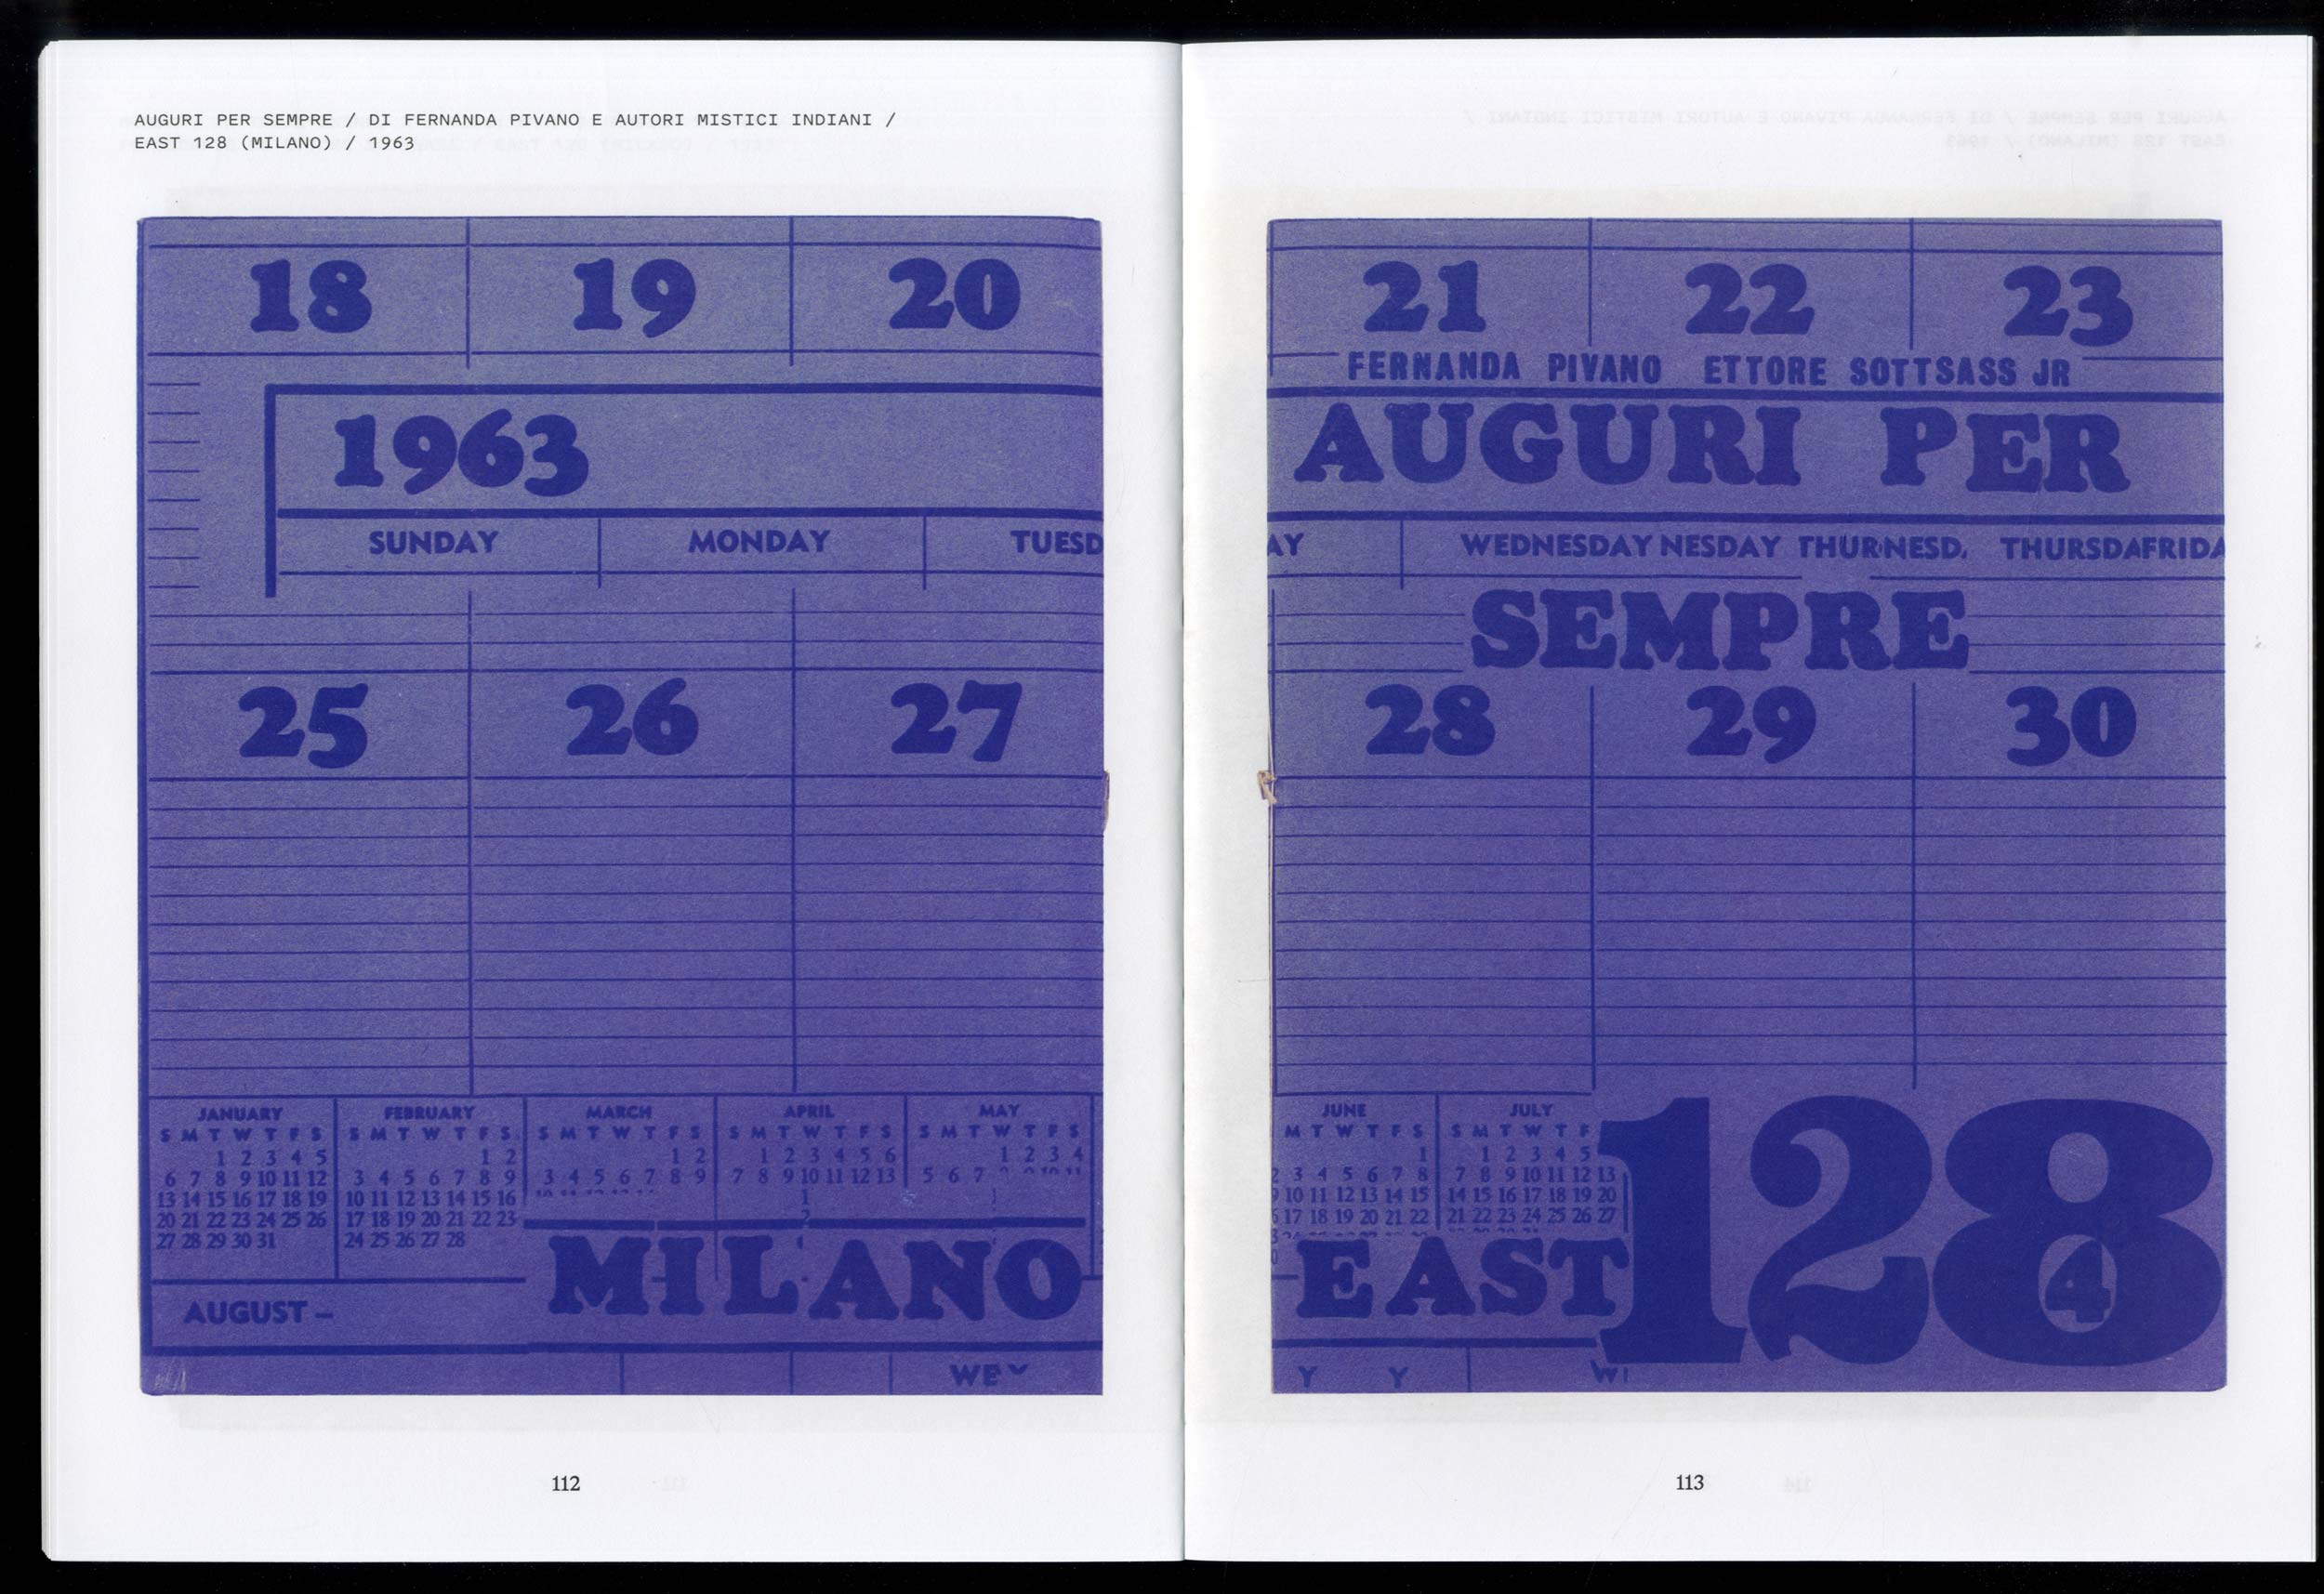 AUGURI PER SEMPRE / DI FERNANDA PIVANO E AUTORI MISTICI INDIANI /
EAST 128 (MILANO) / 1963
18 19 20
1963
SUNDAY MONDAY TUESD
25 26 27
JANUARY FEBRUARY MARCH APRIL MAY
S M T W T F S S M T W T F S S M T W T F S S M T W T F S S M T W T F S
1 2 3 4 5 1 2 1 2 1 2 3 4 5 6 1 2 3 4
6 7 8 9 10 11 12 3 4 5 6 7 8 9 3 4 5 6 7 8 9 7 8 9 10 11 12 13 5 6 7
13 14 15 16 17 18 19 10 11 12 13 14 15 16
20 21 22 23 24 25 26 17 18 19 20 21 22 23
27 28 29 30 31 24 25 26 27 28
MILANO
AUGUST –
112
21 22 23
FERNANDA PIVANO ETTORE SOTTSASS JR
AUGURI PER
AY WEDNESDAY NESDAY THURNESD THURSDAFRIDA
SEMPRE
28 29 30
JUNE JULY
M T W T F S S M T W T F
1 1 2 3 4 5
2 3 4 5 6 7 8 7 8 9 10 11 12 13
9 10 11 12 13 14 15 14 15 16 17 18 19 20
6 17 18 19 20 21 22 21 22 23 24 25 26 27
EAST 128
4
Y Y
113